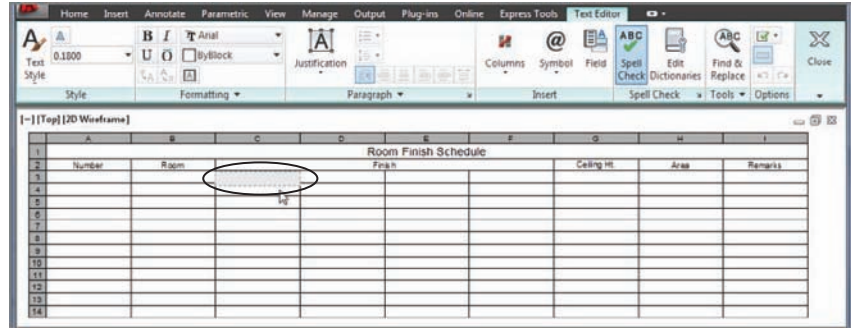 Home Insert Annotate Parametric View Manage Output Plug-ins Online Express Tools Text Editor
A Text Style
A
0.1800
B I Arial
U O ByBlock
A
A Justification
Columns
@ Symbol
Field
ABC Spell Check
Edit Dictionaries
ABC Find & Replace
Close
Style Formatting Paragraph Insert Spell Check Tools Options
[-] [Top] [2D Wireframe]
A B C D E F G H I
1 Room Finish Schedule
2 Number Room Finish Ceiling Ht. Area Remarks
3
4
5
6
7
8
9
10
11
12
13
14